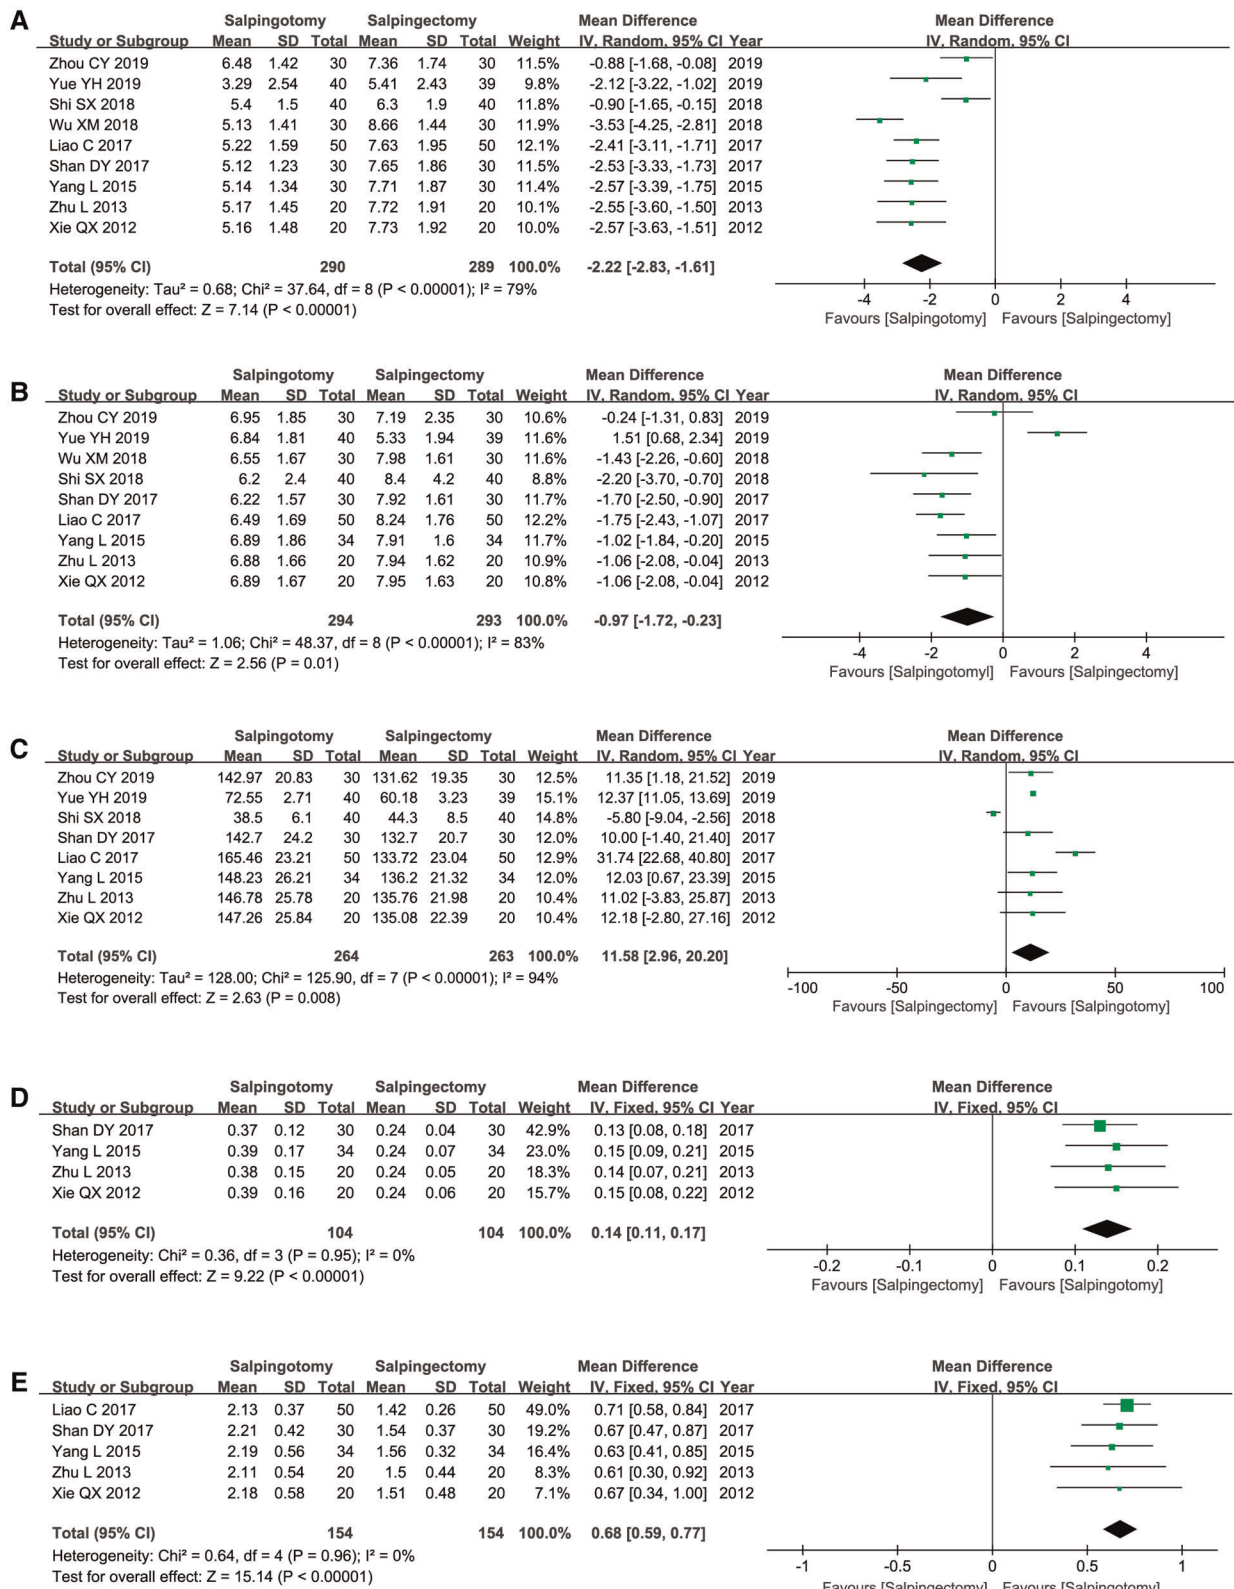 A
Salpingotomy Salpingectomy Mean Difference Mean Difference
Study or Subgroup Mean SD Total Mean SD Total Weight IV, Random, 95% CI Year IV, Random, 95% CI
Zhou CY 2019 6.48 1.42 30 7.36 1.74 30 11.5% -0.88 [-1.68, -0.08] 2019
Yue YH 2019 3.29 2.54 40 5.41 2.43 39 9.8% -2.12 [-3.22, -1.02] 2019
Shi SX 2018 5.4 1.5 40 6.3 1.9 40 11.8% -0.90 [-1.65, -0.15] 2018
Wu XM 2018 5.13 1.41 30 8.66 1.44 30 11.9% -3.53 [-4.25, -2.81] 2018
Liao C 2017 5.22 1.59 50 7.63 1.95 50 12.1% -2.41 [-3.11, -1.71] 2017
Shan DY 2017 5.12 1.23 30 7.65 1.86 30 11.5% -2.53 [-3.33, -1.73] 2017
Yang L 2015 5.14 1.34 30 7.71 1.87 30 11.4% -2.57 [-3.39, -1.75] 2015
Zhu L 2013 5.17 1.45 20 7.72 1.91 20 10.1% -2.55 [-3.60, -1.50] 2013
Xie QX 2012 5.16 1.48 20 7.73 1.92 20 10.0% -2.57 [-3.63, -1.51] 2012
Total (95% CI) 290 289 100.0% -2.22 [-2.83, -1.61]
Heterogeneity: Tau² = 0.68; Chi² = 37.64, df = 8 (P < 0.00001); I² = 79%
Test for overall effect: Z = 7.14 (P < 0.00001)
-4 -2 0 2 4
Favours [Salpingotomy] Favours [Salpingectomy]
B
Salpingotomy Salpingectomy Mean Difference Mean Difference
Study or Subgroup Mean SD Total Mean SD Total Weight IV, Random, 95% CI Year IV, Random, 95% CI
Zhou CY 2019 6.95 1.85 30 7.19 2.35 30 10.6% -0.24 [-1.31, 0.83] 2019
Yue YH 2019 6.84 1.81 40 5.33 1.94 39 11.6% 1.51 [0.68, 2.34] 2019
Wu XM 2018 6.55 1.67 30 7.98 1.61 30 11.6% -1.43 [-2.26, -0.60] 2018
Shi SX 2018 6.2 2.4 40 8.4 4.2 40 8.8% -2.20 [-3.70, -0.70] 2018
Shan DY 2017 6.22 1.57 30 7.92 1.61 30 11.7% -1.70 [-2.50, -0.90] 2017
Liao C 2017 6.49 1.69 50 8.24 1.76 50 12.2% -1.75 [-2.43, -1.07] 2017
Yang L 2015 6.89 1.86 34 7.91 1.6 34 11.7% -1.02 [-1.84, -0.20] 2015
Zhu L 2013 6.88 1.66 20 7.94 1.62 20 10.9% -1.06 [-2.08, -0.04] 2013
Xie QX 2012 6.89 1.67 20 7.95 1.63 20 10.8% -1.06 [-2.08, -0.04] 2012
Total (95% CI) 294 293 100.0% -0.97 [-1.72, -0.23]
Heterogeneity: Tau² = 1.06; Chi² = 48.37, df = 8 (P < 0.00001); I² = 83%
Test for overall effect: Z = 2.56 (P = 0.01)
-4 -2 0 2 4
Favours [Salpingotomyl] Favours [Salpingectomy]
C
Salpingotomy Salpingectomy Mean Difference Mean Difference
Study or Subgroup Mean SD Total Mean SD Total Weight IV, Random, 95% CI Year IV, Random, 95% CI
Zhou CY 2019 142.97 20.83 30 131.62 19.35 30 12.5% 11.35 [1.18, 21.52] 2019
Yue YH 2019 72.55 2.71 40 60.18 3.23 39 15.1% 12.37 [11.05, 13.69] 2019
Shi SX 2018 38.5 6.1 40 44.3 8.5 40 14.8% -5.80 [-9.04, -2.56] 2018
Shan DY 2017 142.7 24.2 30 132.7 20.7 30 12.0% 10.00 [-1.40, 21.40] 2017
Liao C 2017 165.46 23.21 50 133.72 23.04 50 12.9% 31.74 [22.68, 40.80] 2017
Yang L 2015 148.23 26.21 34 136.2 21.32 34 12.0% 12.03 [0.67, 23.39] 2015
Zhu L 2013 146.78 25.78 20 135.76 21.98 20 10.4% 11.02 [-3.83, 25.87] 2013
Xie QX 2012 147.26 25.84 20 135.08 22.39 20 10.4% 12.18 [-2.80, 27.16] 2012
Total (95% CI) 264 263 100.0% 11.58 [2.96, 20.20]
Heterogeneity: Tau² = 128.00; Chi² = 125.90, df = 7 (P < 0.00001); I² = 94%
Test for overall effect: Z = 2.63 (P = 0.008)
-100 -50 0 50 100
Favours [Salpingectomy] Favours [Salpingotomy]
D
Salpingotomy Salpingectomy Mean Difference Mean Difference
Study or Subgroup Mean SD Total Mean SD Total Weight IV, Fixed, 95% CI Year IV, Fixed, 95% CI
Shan DY 2017 0.37 0.12 30 0.24 0.04 30 42.9% 0.13 [0.08, 0.18] 2017
Yang L 2015 0.39 0.17 34 0.24 0.07 34 23.0% 0.15 [0.09, 0.21] 2015
Zhu L 2013 0.38 0.15 20 0.24 0.05 20 18.3% 0.14 [0.07, 0.21] 2013
Xie QX 2012 0.39 0.16 20 0.24 0.06 20 15.7% 0.15 [0.08, 0.22] 2012
Total (95% CI) 104 104 100.0% 0.14 [0.11, 0.17]
Heterogeneity: Chi² = 0.36, df = 3 (P = 0.95); I² = 0%
Test for overall effect: Z = 9.22 (P < 0.00001)
-0.2 -0.1 0 0.1 0.2
Favours [Salpingectomy] Favours [Salpingotomy]
E
Salpingotomy Salpingectomy Mean Difference Mean Difference
Study or Subgroup Mean SD Total Mean SD Total Weight IV, Fixed, 95% CI Year IV, Fixed, 95% CI
Liao C 2017 2.13 0.37 50 1.42 0.26 50 49.0% 0.71 [0.58, 0.84] 2017
Shan DY 2017 2.21 0.42 30 1.54 0.37 30 19.2% 0.67 [0.47, 0.87] 2017
Yang L 2015 2.19 0.56 34 1.56 0.32 34 16.4% 0.63 [0.41, 0.85] 2015
Zhu L 2013 2.11 0.54 20 1.5 0.44 20 8.3% 0.61 [0.30, 0.92] 2013
Xie QX 2012 2.18 0.58 20 1.51 0.48 20 7.1% 0.67 [0.34, 1.00] 2012
Total (95% CI) 154 154 100.0% 0.68 [0.59, 0.77]
Heterogeneity: Chi² = 0.64, df = 4 (P = 0.96); I² = 0%
Test for overall effect: Z = 15.14 (P < 0.00001)
-1 -0.5 0 0.5 1
Favours [Salpingectomy] Favours [Salpingotomy]